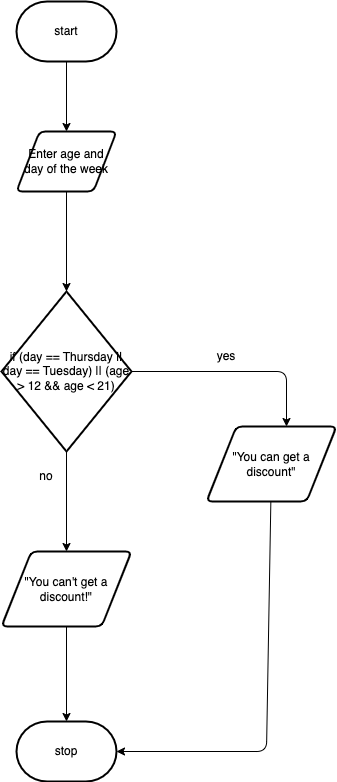 start
Enter age and
day of the week
if (day == Thursday ||
day == Tuesday) || (age
> 12 && age < 21)
yes
"You can get a
discount"
no
"You can't get a
discount!"
stop